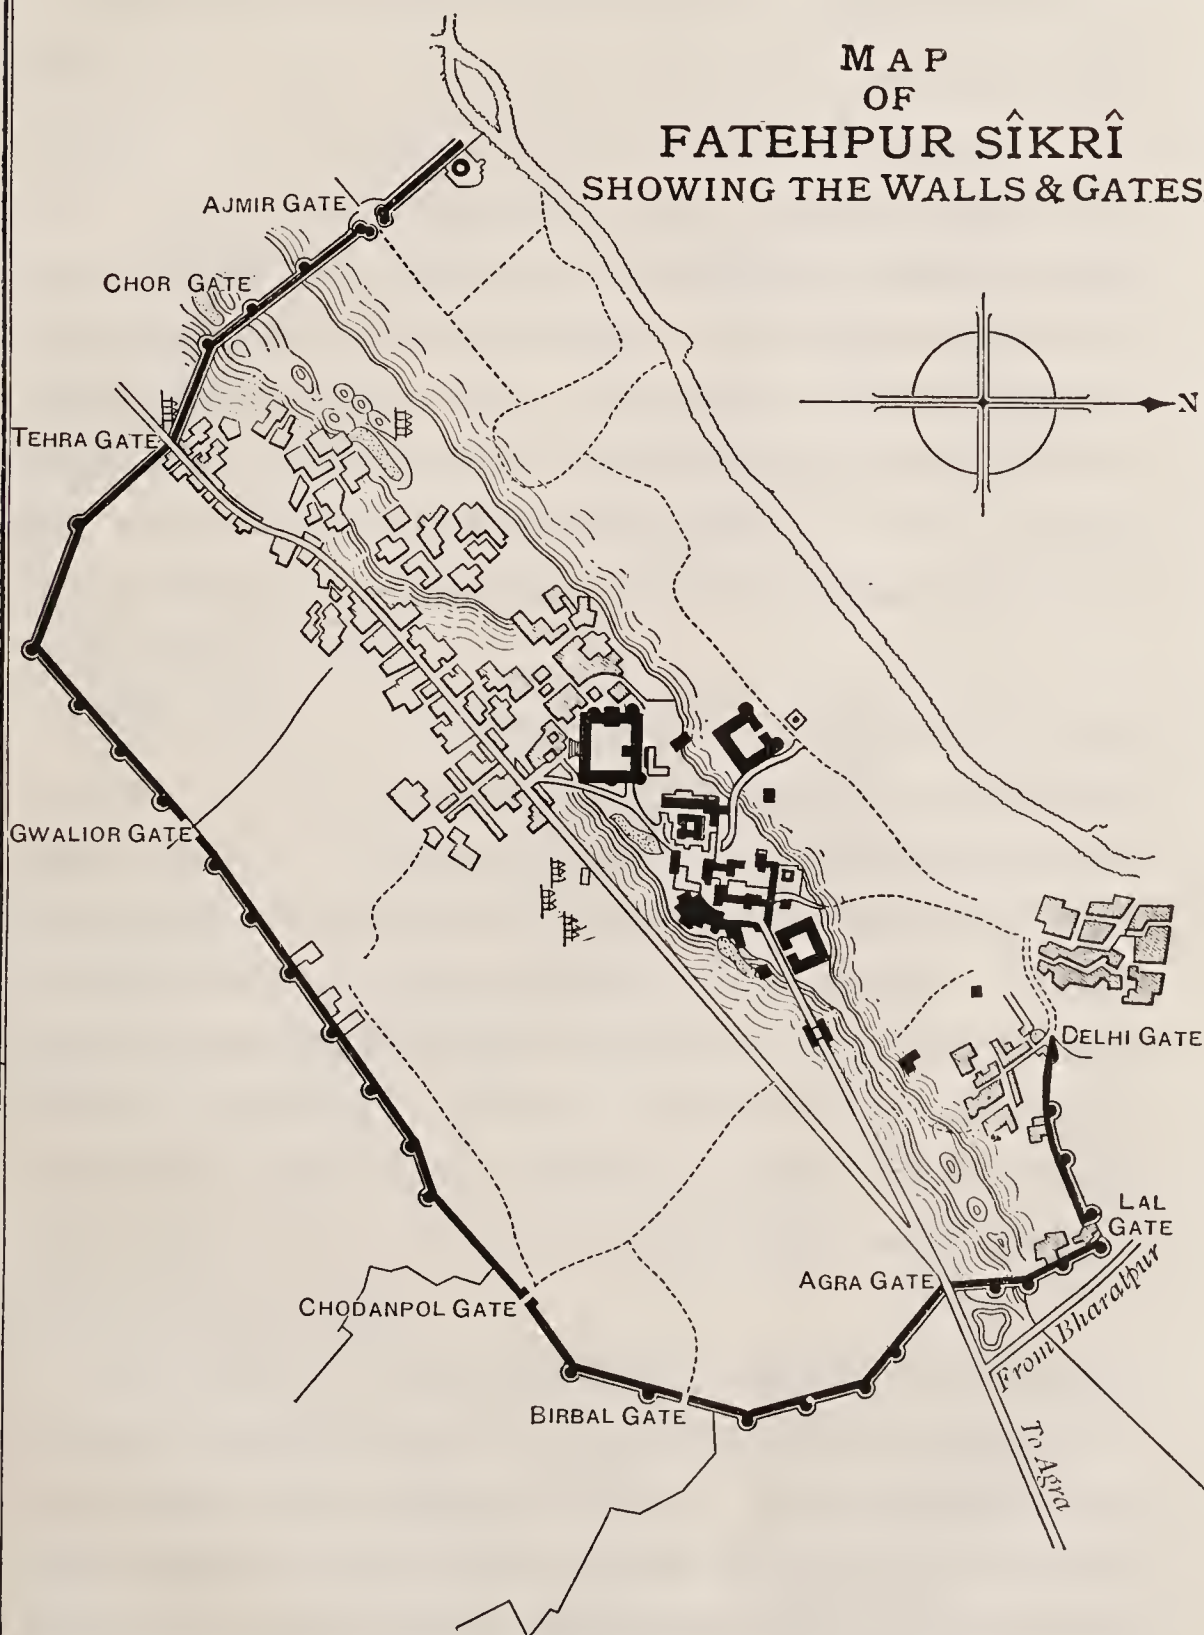 MAP
OF
FATEHPUR SÎKRÎ
SHOWING THE WALLS & GATES
AJMIR GATE
CHOR GATE
N
TEHRA GATE
GWALIOR GATE
DELHI GATE
LAL
GATE
AGRA GATE
From Bharatpur
CHODANPOL GATE
BIRBAL GATE
To Agra